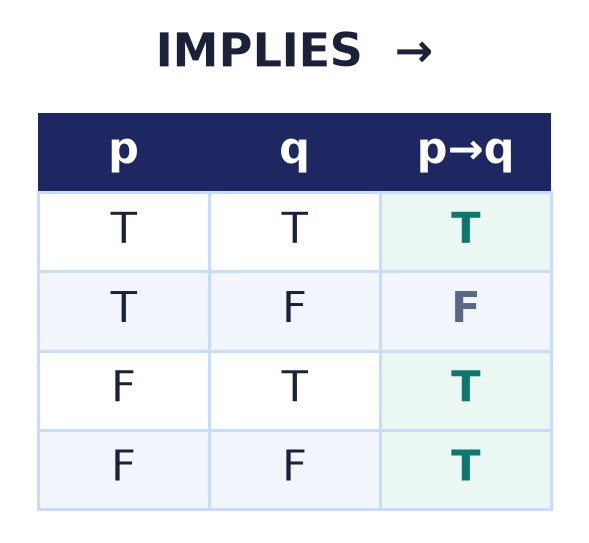 IMPLIES →
p q p→q
T T T
T F F
F T T
F F T